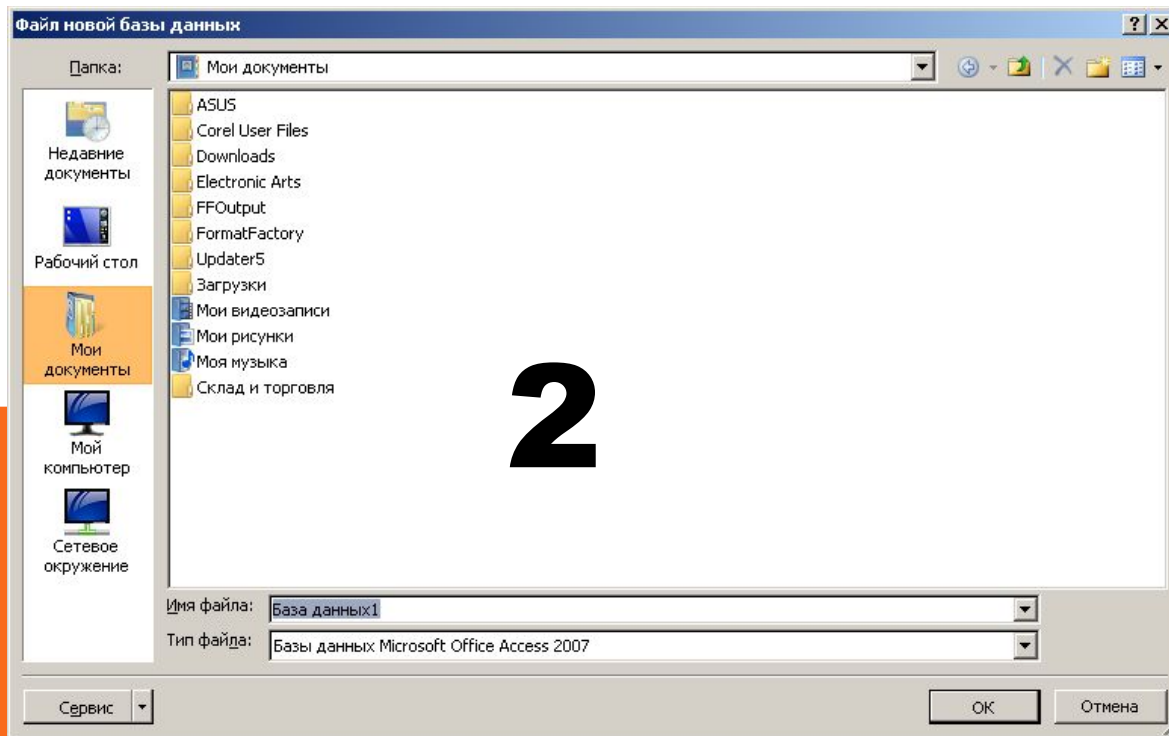 Файл новой базы данных
Папка:
Мои документы
Недавние
документы
Рабочий стол
Мои
документы
Мой
компьютер
Сетевое
окружение
ASUS
Corel User Files
Downloads
Electronic Arts
FFOutput
FormatFactory
Updater5
Загрузки
Мои видеозаписи
Мои рисунки
Моя музыка
Склад и торговля
2
Имя файла:
База данных1
Тип файла:
Базы данных Microsoft Office Access 2007
Сервис
ОК
Отмена